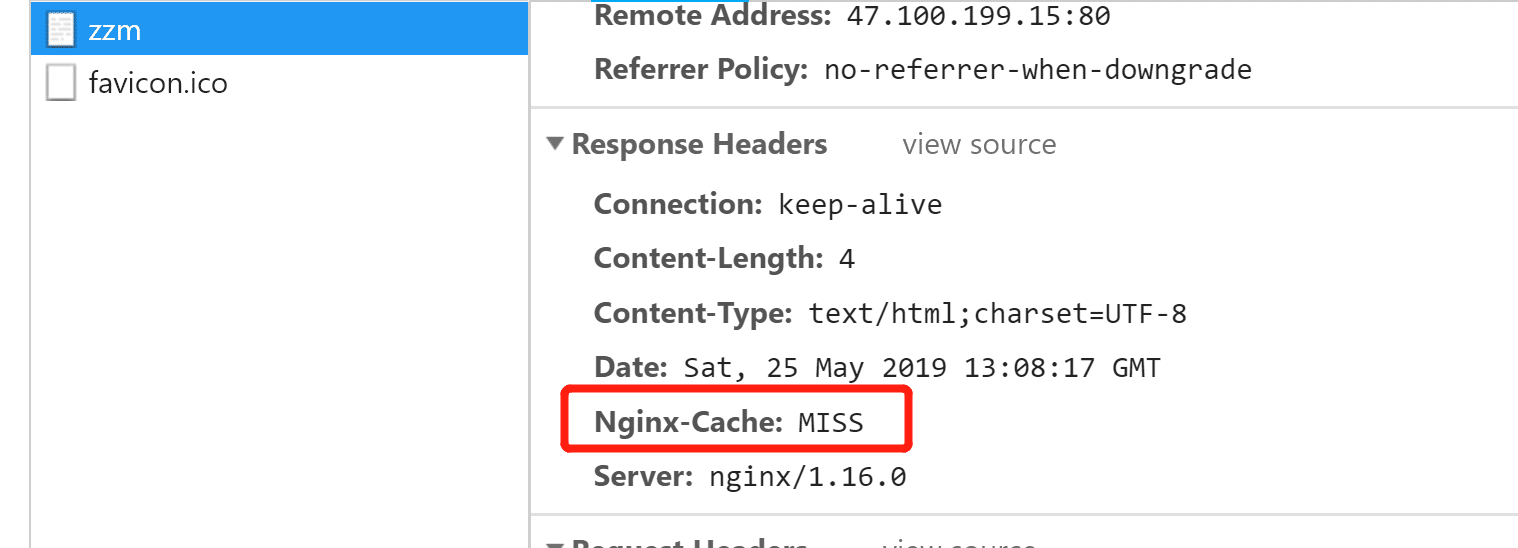 zzm
favicon.ico
Remote Address: 47.100.199.15:80
Referrer Policy: no-referrer-when-downgrade
Response Headers view source
Connection: keep-alive
Content-Length: 4
Content-Type: text/html;charset=UTF-8
Date: Sat, 25 May 2019 13:08:17 GMT
Nginx-Cache: MISS
Server: nginx/1.16.0
Request Headers view source